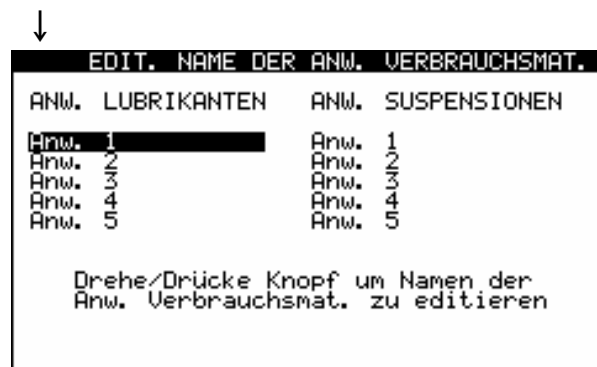 EDIT. NAME DER ANW. VERBRAUCHSMAT.
ANW. LUBRIKANTEN ANW. SUSPENSIONEN
Anw. 1 Anw. 1
Anw. 2 Anw. 2
Anw. 3 Anw. 3
Anw. 4 Anw. 4
Anw. 5 Anw. 5
Drehe/Drücke Knopf um Namen der
Anw. Verbrauchsmat. zu editieren